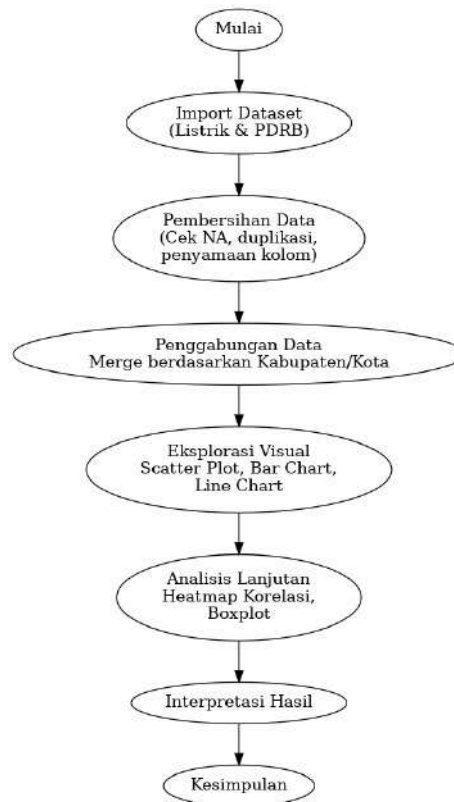 Mulai
Import Dataset
(Listrik & PDRB)
Pembersihan Data
(Cek NA, duplikasi,
penyamaan kolom)
Penggabungan Data
Merge berdasarkan Kabupaten/Kota
Eksplorasi Visual
Scatter Plot, Bar Chart,
Line Chart
Analisis Lanjutan
Heatmap Korelasi,
Boxplot
Interpretasi Hasil
Kesimpulan